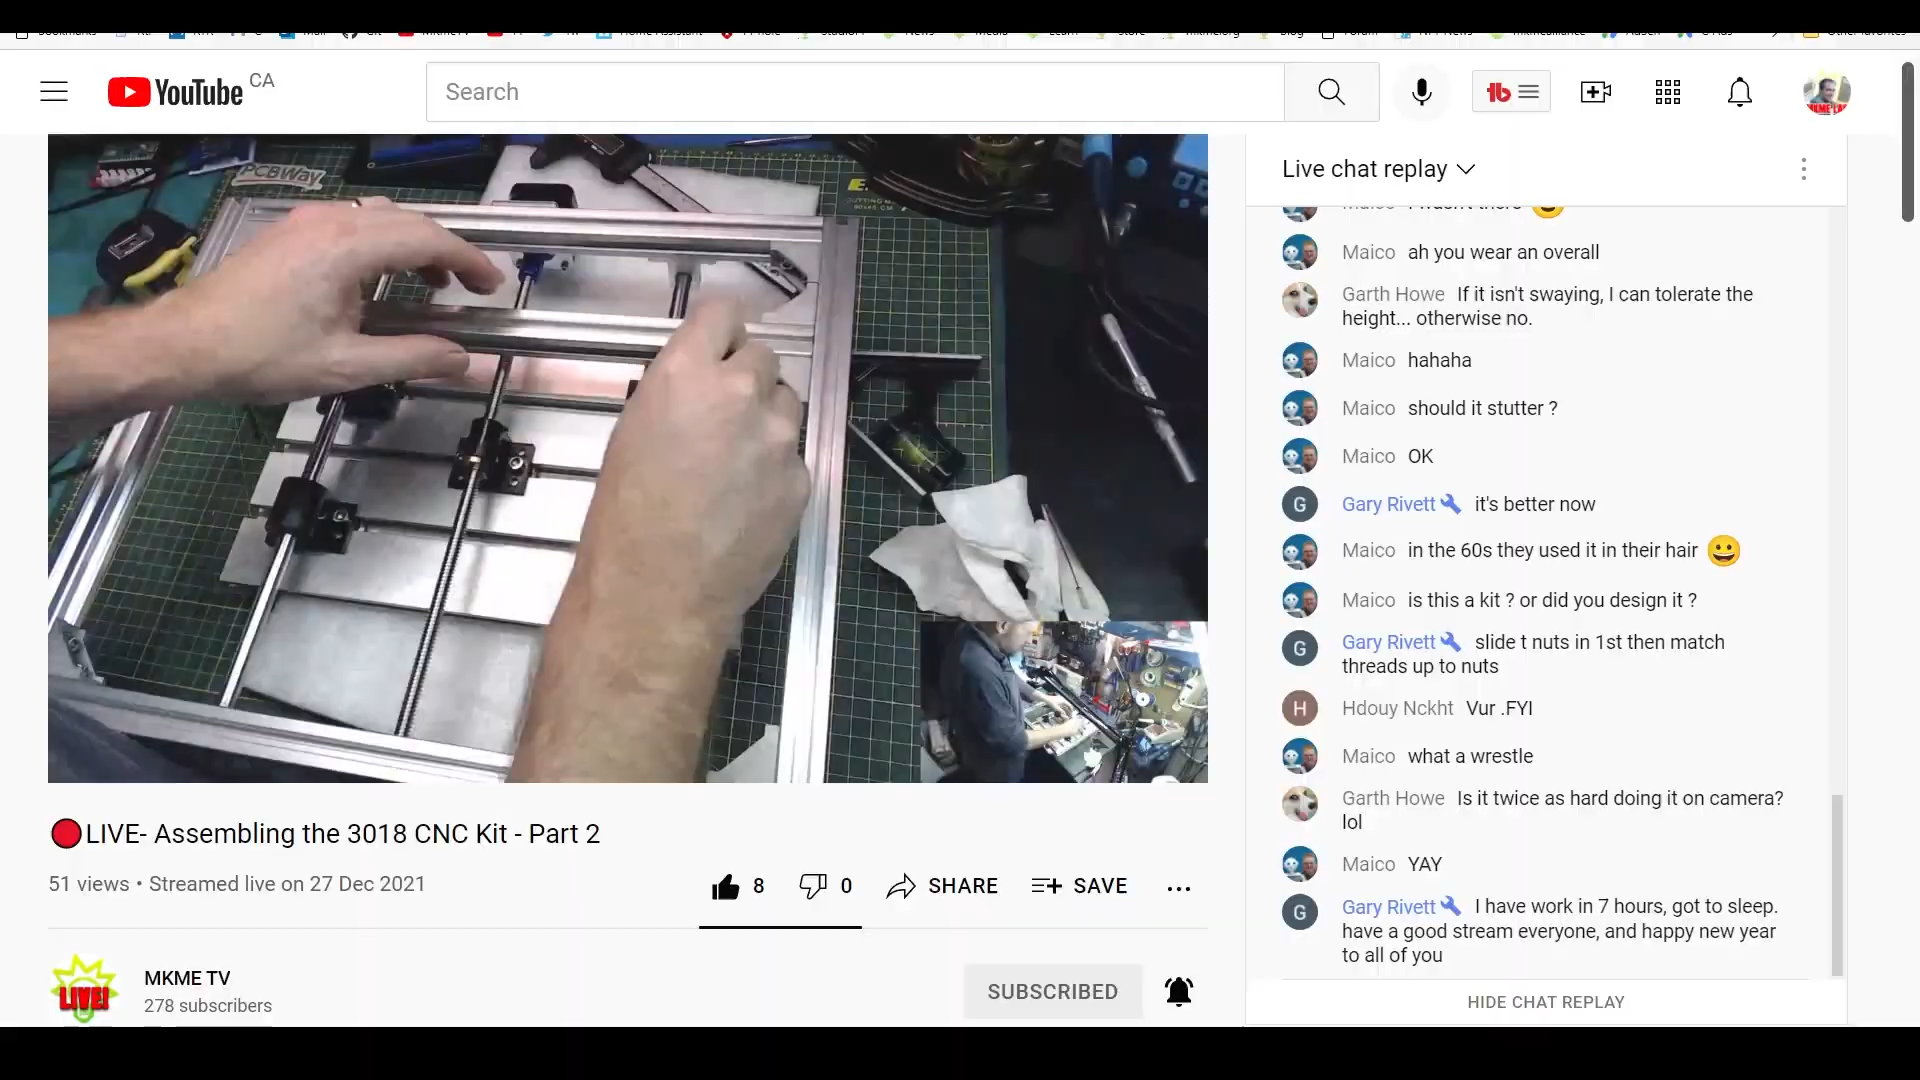 YouTube CA
Search
PCBWay
Live chat replay
Maico ah you wear an overall
Garth Howe If it isn't swaying, I can tolerate the
height... otherwise no.
Maico hahaha
Maico should it stutter ?
Maico OK
Gary Rivett it's better now
Maico in the 60s they used it in their hair 😀
Maico is this a kit ? or did you design it ?
Gary Rivett slide t nuts in 1st then match
threads up to nuts
Hdouy Nckht Vur .FYI
Maico what a wrestle
Garth Howe Is it twice as hard doing it on camera?
lol
Maico YAY
Gary Rivett I have work in 7 hours, got to sleep.
have a good stream everyone, and happy new year
to all of you
HIDE CHAT REPLAY
🔴LIVE- Assembling the 3018 CNC Kit - Part 2
51 views • Streamed live on 27 Dec 2021
8 0 SHARE SAVE
LIVE!
MKME TV
278 subscribers
SUBSCRIBED